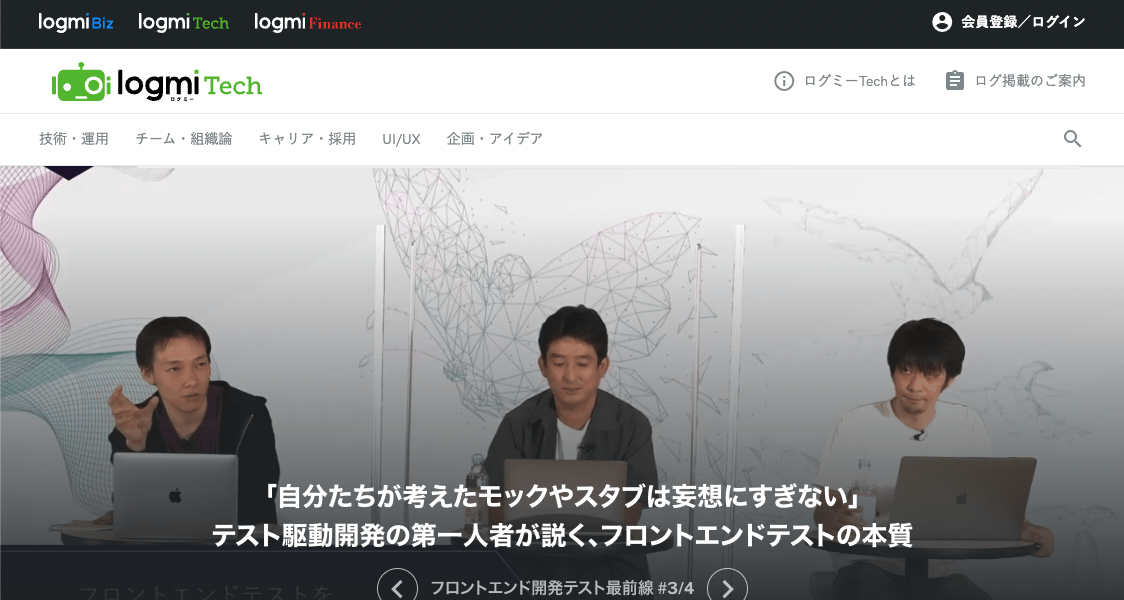 logmi Biz
logmi Tech
logmi Finance
会員登録／ログイン
logmi Tech
ログミー
ログミーTechとは
ログ掲載のご案内
技術・運用
チーム・組織論
キャリア・採用
UI/UX
企画・アイデア
「自分たちが考えたモックやスタブは妄想にすぎない」
テスト駆動開発の第一人者が説く、フロントエンドテストの本質
フロントエンド開発テスト最前線 #3/4
フロントエンドテストを